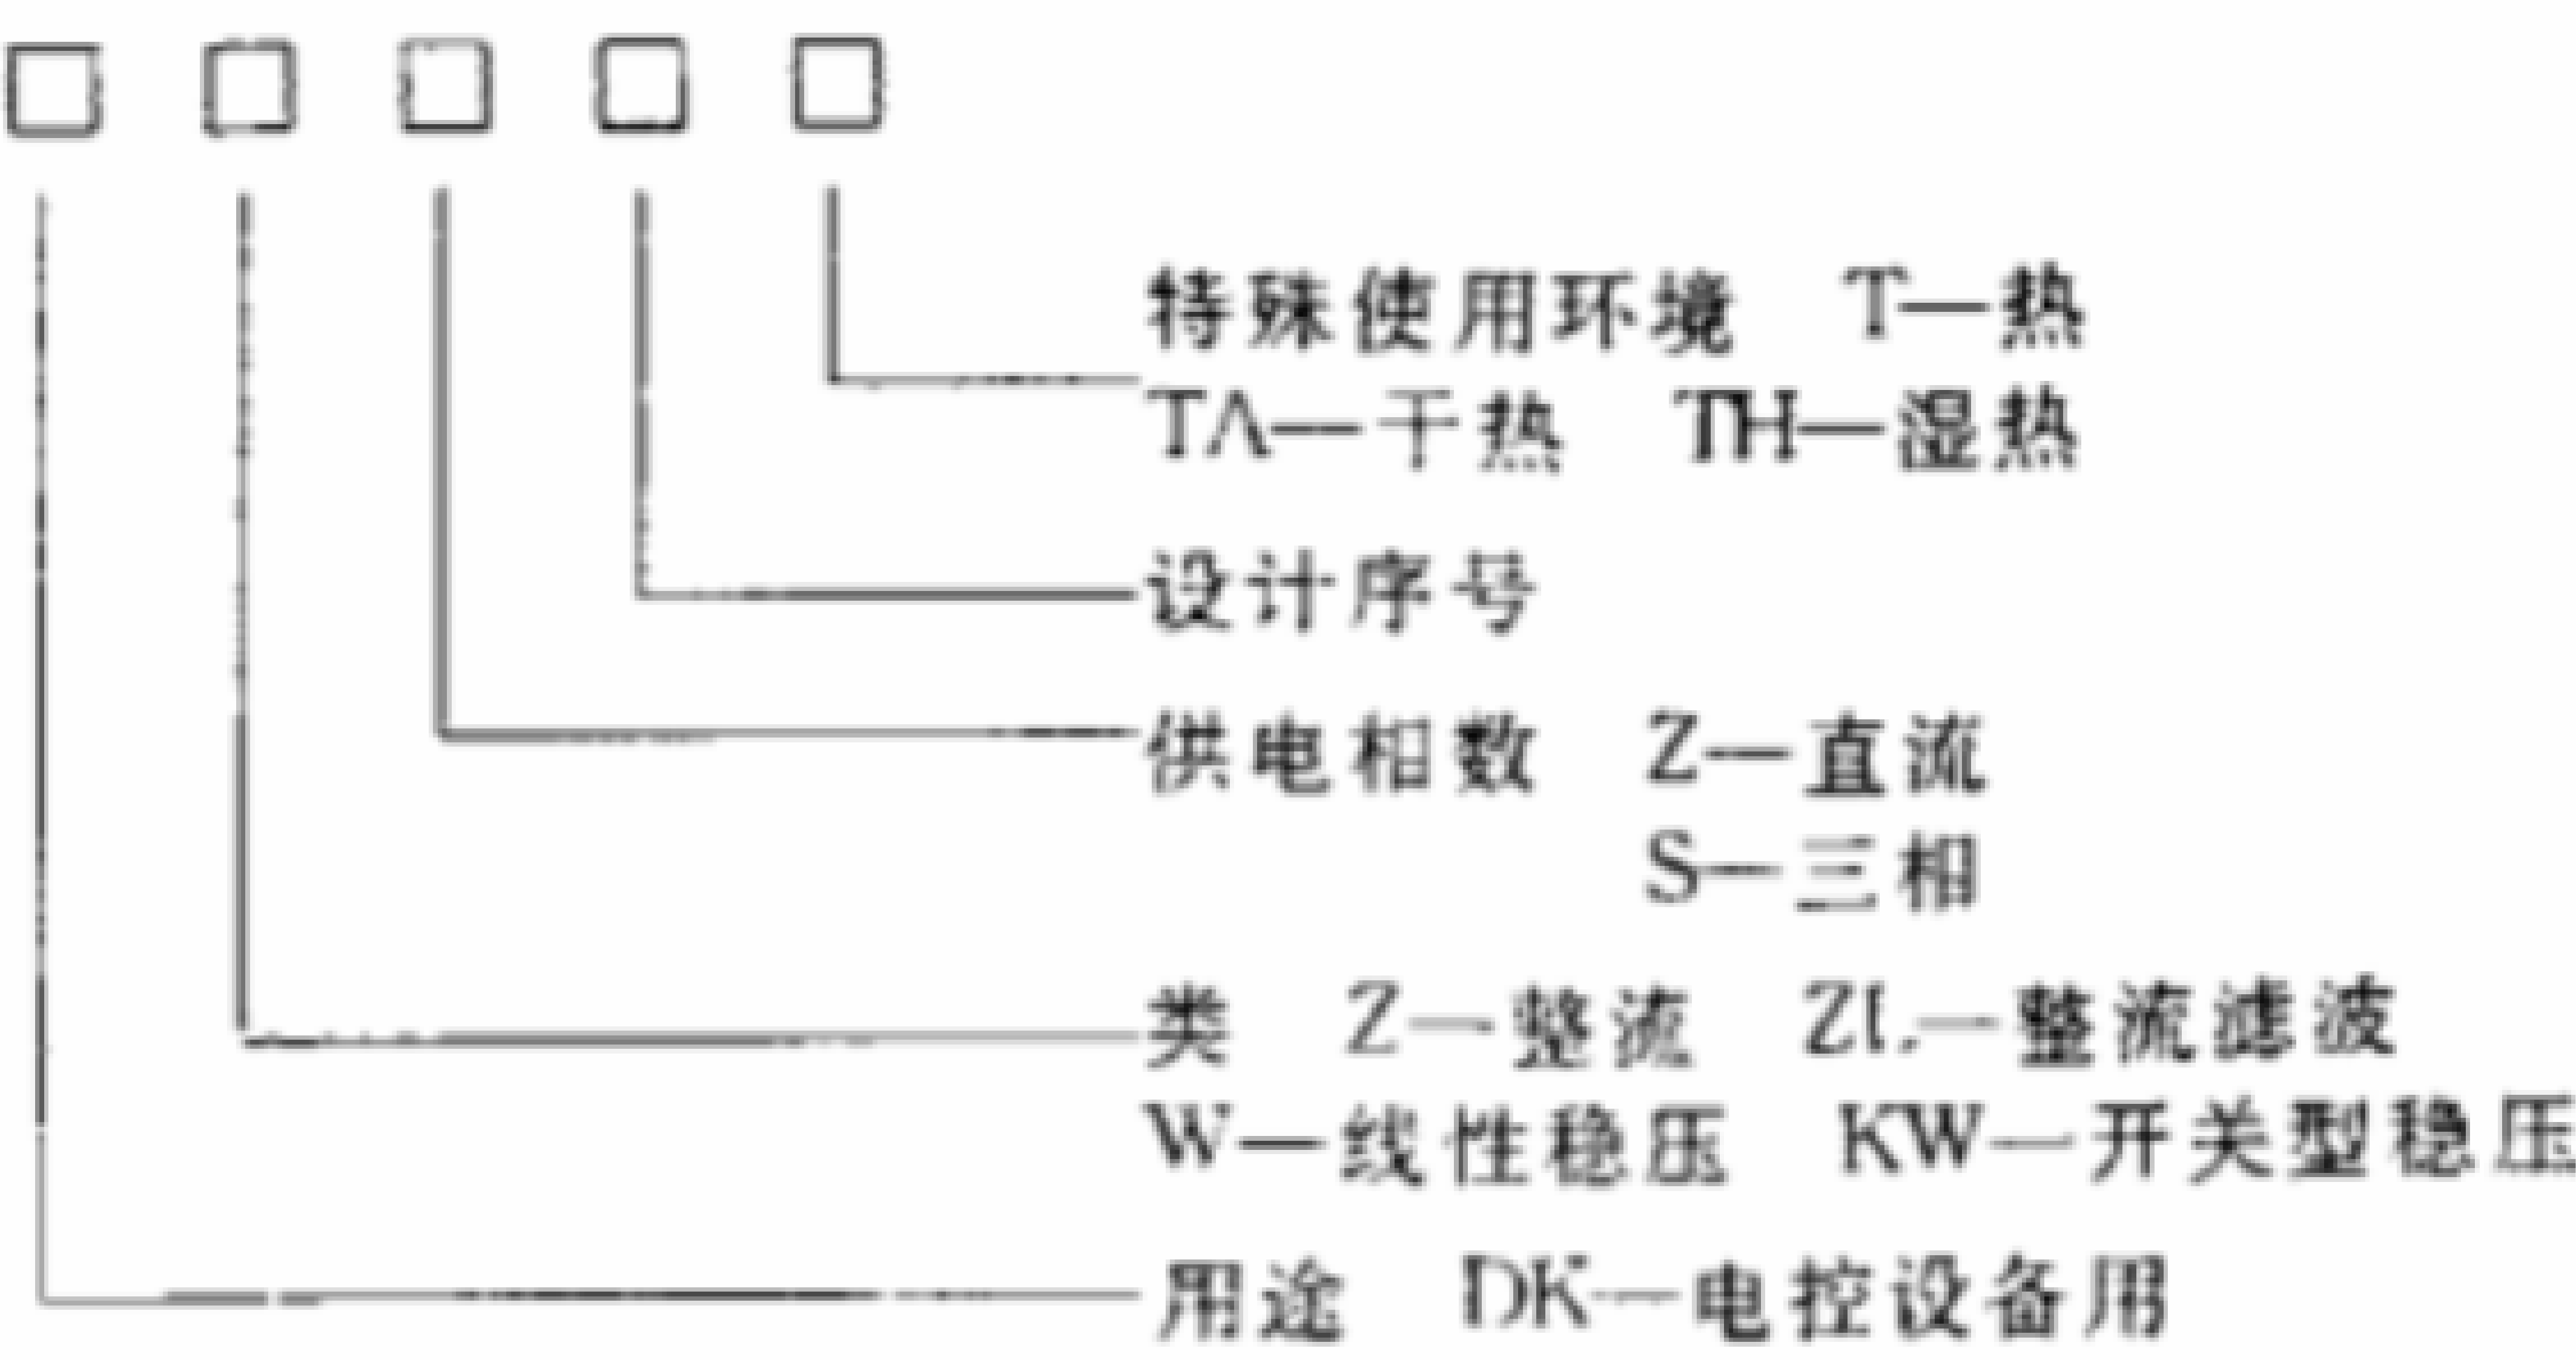 □ □ □ □ □
特殊使用环境 T—热
TA—干热 TH—湿热
设计序号
供电相数 Z—直流
S—三相
类 Z—整流 ZL—整流滤波
W—线性稳压 KW—开关型稳压
用途 DK—电控设备用